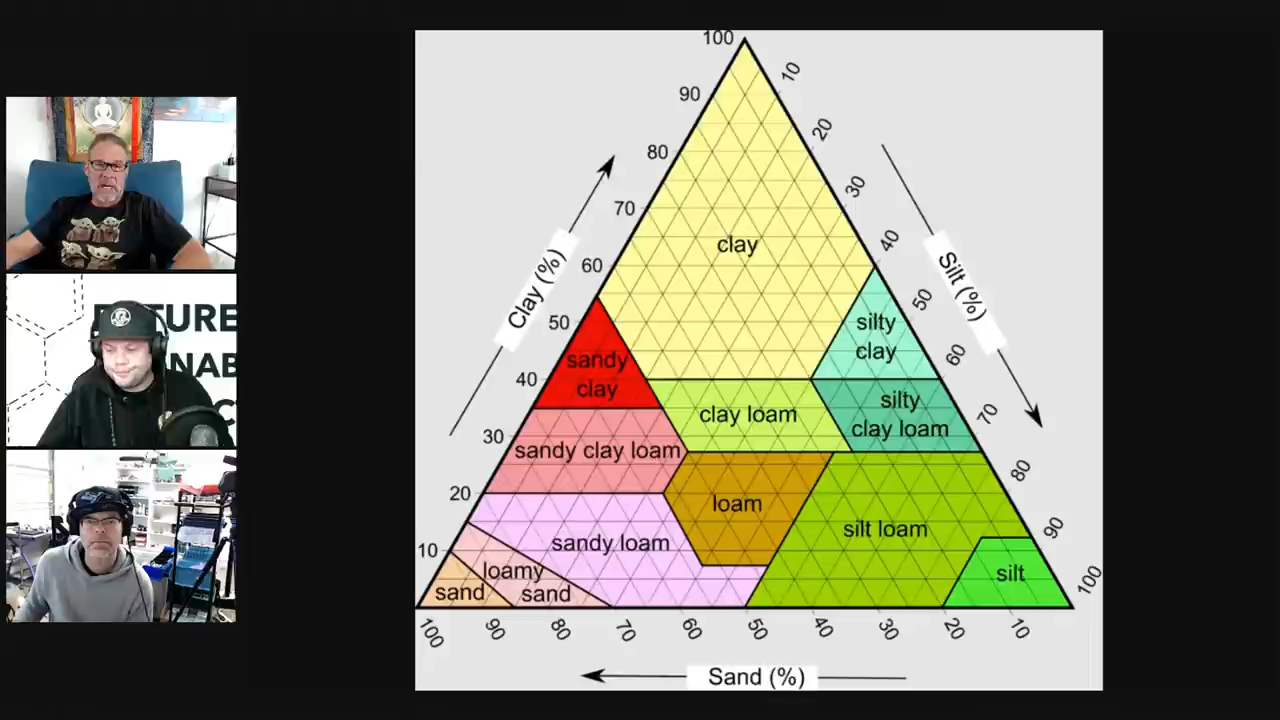 100
90
80
70
60
50
40
30
20
10
Clay (%)
10
20
30
40
50
60
70
80
90
100
Silt (%)
clay
silty
clay
sandy
clay
clay loam
silty
clay loam
sandy clay loam
loam
silt loam
sandy loam
silt
loamy
sand
sand
100
90
80
70
60
50
40
30
20
10
Sand (%)
TURE
NAB
C